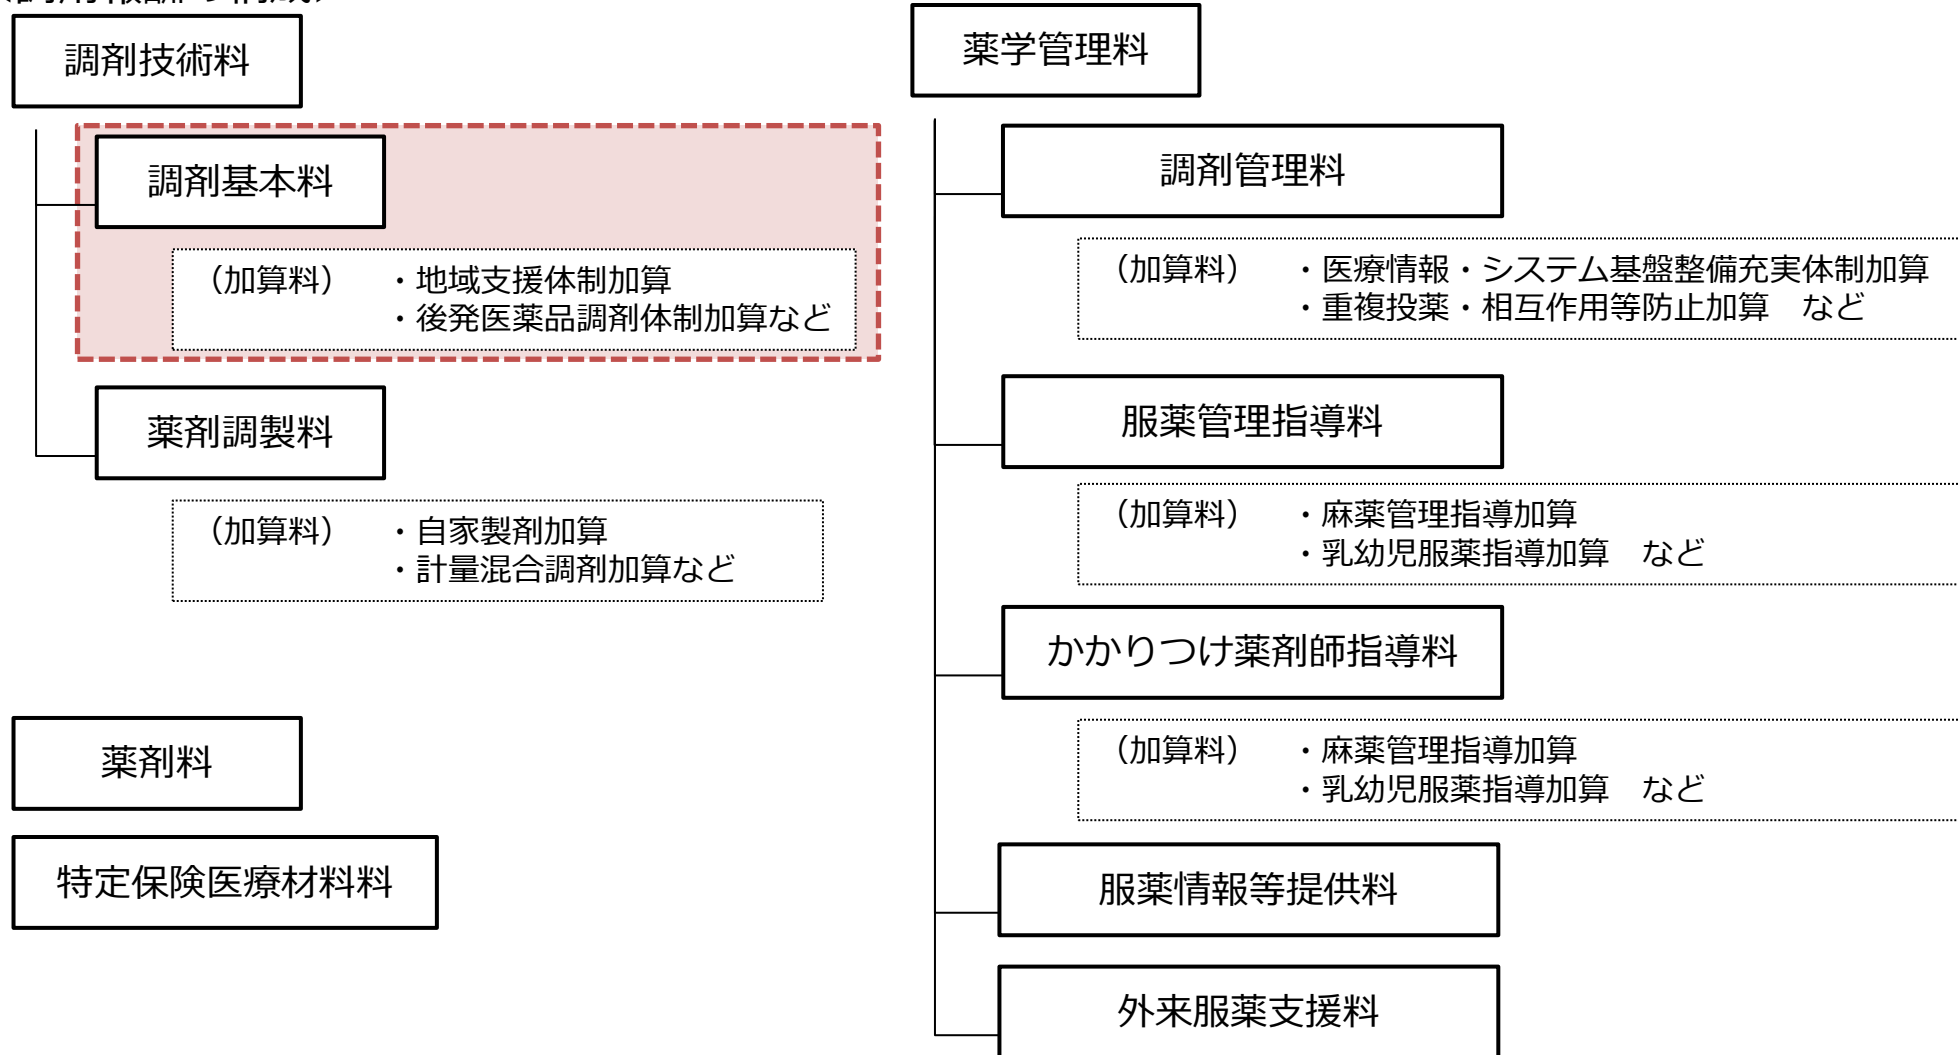 調剤技術料
調剤基本料
（加算料）　・地域支援体制加算
・後発医薬品調剤体制加算など
薬剤調製料
（加算料）　・自家製剤加算
・計量混合調剤加算など
薬剤料
特定保険医療材料料
薬学管理料
調剤管理料
（加算料）　・医療情報・システム基盤整備充実体制加算
・重複投薬・相互作用等防止加算　など
服薬管理指導料
（加算料）　・麻薬管理指導加算
・乳幼児服薬指導加算　など
かかりつけ薬剤師指導料
（加算料）　・麻薬管理指導加算
・乳幼児服薬指導加算　など
服薬情報等提供料
外来服薬支援料